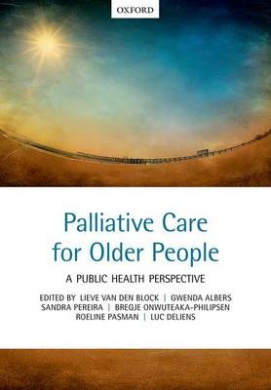 OXFORD
Palliative Care
for Older People
A PUBLIC HEALTH PERSPECTIVE
EDITED BY LIEVE VAN DEN BLOCK | GWENDA ALBERS
SANDRA PEREIRA | BREGJE ONWUTEAKA-PHILIPSEN
ROELINE PASMAN | LUC DELIENS